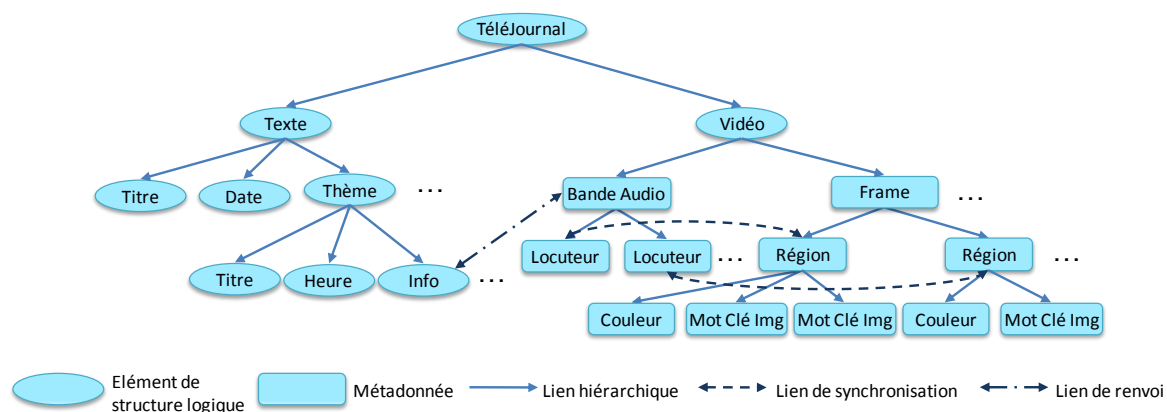 TéléJournal
Texte
Vidéo
Titre
Date
Thème
...
Bande Audio
Frame
...
Titre
Heure
Info
...
Locuteur
Locuteur
...
Région
Région
...
Couleur
Mot Clé Img
Mot Clé Img
Couleur
Mot Clé Img
Elément de
structure logique
Métadonnée
Lien hiérarchique
Lien de synchronisation
Lien de renvoi